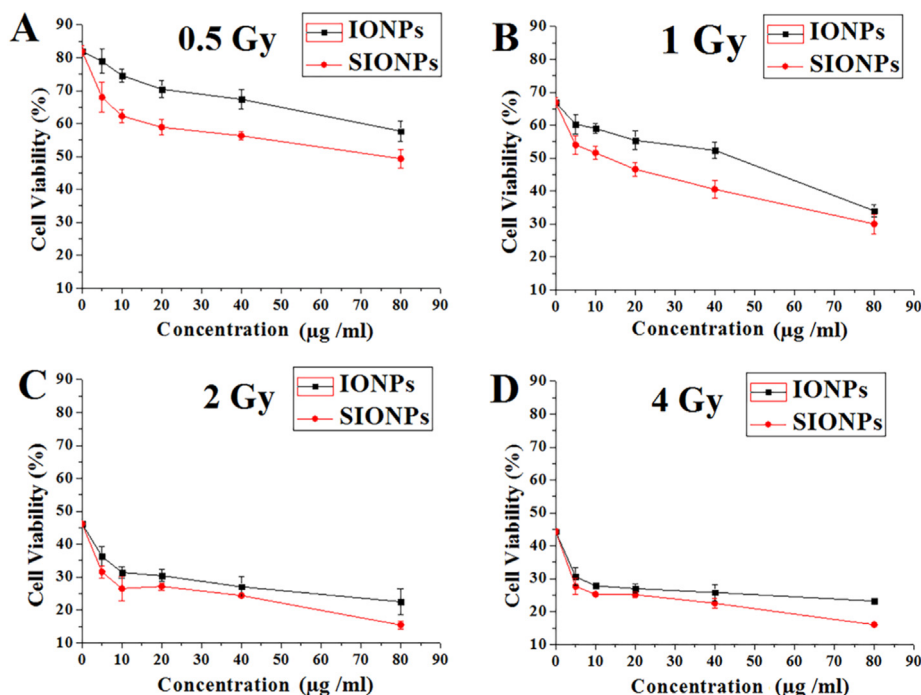 A
0.5 Gy
IONPs
SIONPs
Cell Viability (%)
90
80
70
60
50
40
30
20
10
0 10 20 30 40 50 60 70 80 90
Concentration (µg /ml)
B
1 Gy
IONPs
SIONPs
Cell Viability (%)
90
80
70
60
50
40
30
20
10
0 10 20 30 40 50 60 70 80 90
Concentration (µg /ml)
C
2 Gy
IONPs
SIONPs
Cell Viability (%)
90
80
70
60
50
40
30
20
10
0 10 20 30 40 50 60 70 80 90
Concentration (µg /ml)
D
4 Gy
IONPs
SIONPs
Cell Viability (%)
90
80
70
60
50
40
30
20
10
0 10 20 30 40 50 60 70 80 90
Concentration (µg /ml)